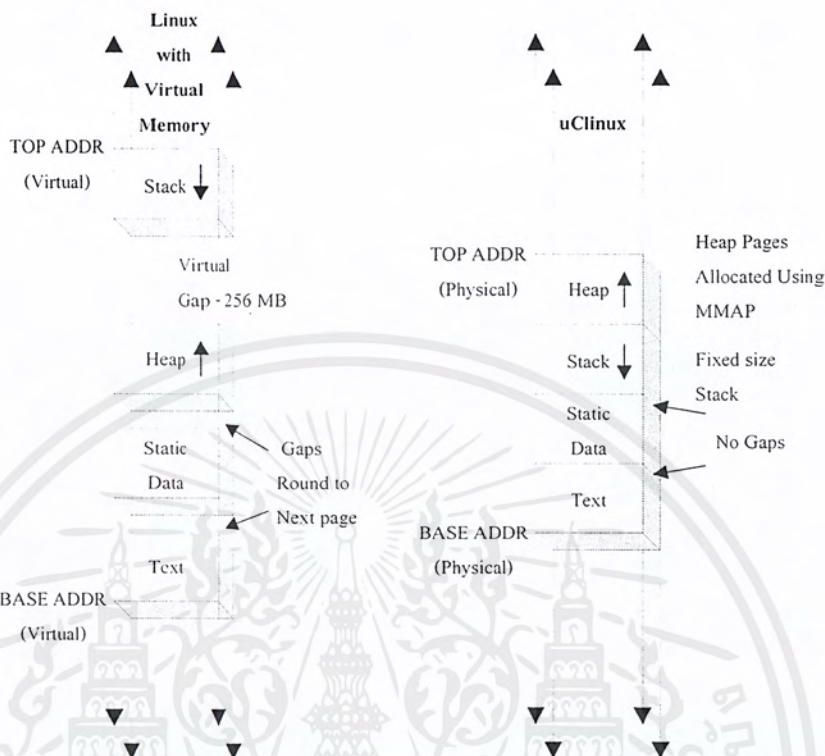 Linux
with
Virtual
Memory
TOP ADDR
(Virtual)
Stack
Virtual
Gap - 256 MB
Heap
Static
Data
Gaps
Round to
Next page
Text
BASE ADDR
(Virtual)
uClinux
TOP ADDR
(Physical)
Heap
Heap Pages
Allocated Using
MMAP
Stack
Fixed size
Stack
Static
Data
No Gaps
Text
BASE ADDR
(Physical)